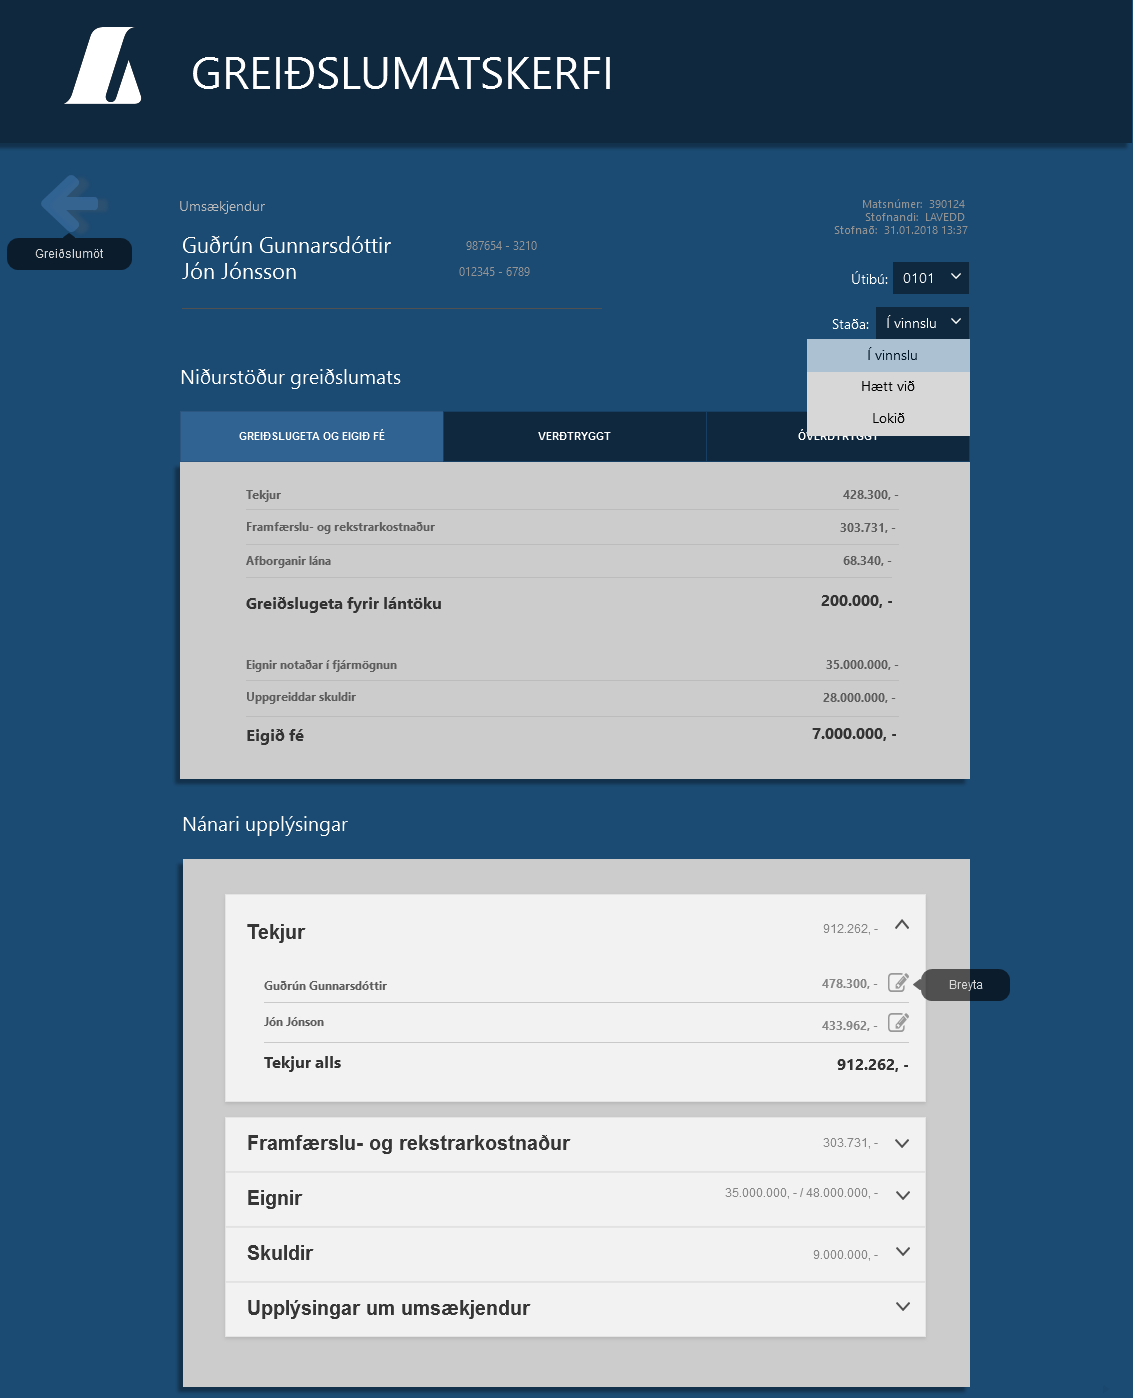 GREIÐSLUMATSKERFI
Greiðslumöt
Umsækjendur
Guðrún Gunnarsdóttir 987654 - 3210
Jón Jónsson 012345 - 6789
Matsnúmer: 390124
Stofnandi: LAVEDD
Stofnað: 31.01.2018 13:37
Útibú: 0101
Staða: Í vinnslu
Í vinnslu
Hætt við
Lokið
Niðurstöður greiðslumats
GREIÐSLUGETA OG EIGIÐ FÉ VERÐTRYGGT ÓVERÐTRYGGT
Tekjur 428.300, -
Framfærslu- og rekstrarkostnaður 303.731, -
Afborganir lána 68.340, -
Greiðslugeta fyrir lántöku 200.000, -
Eignir notaðar í fjármögnun 35.000.000, -
Uppgreiddar skuldir 28.000.000, -
Eigið fé 7.000.000, -
Nánari upplýsingar
Tekjur 912.262, -
Guðrún Gunnarsdóttir 478.300, - Breyta
Jón Jónson 433.962, -
Tekjur alls 912.262, -
Framfærslu- og rekstrarkostnaður 303.731, -
Eignir 35.000.000, - / 48.000.000, -
Skuldir 9.000.000, -
Upplýsingar um umsækjendur